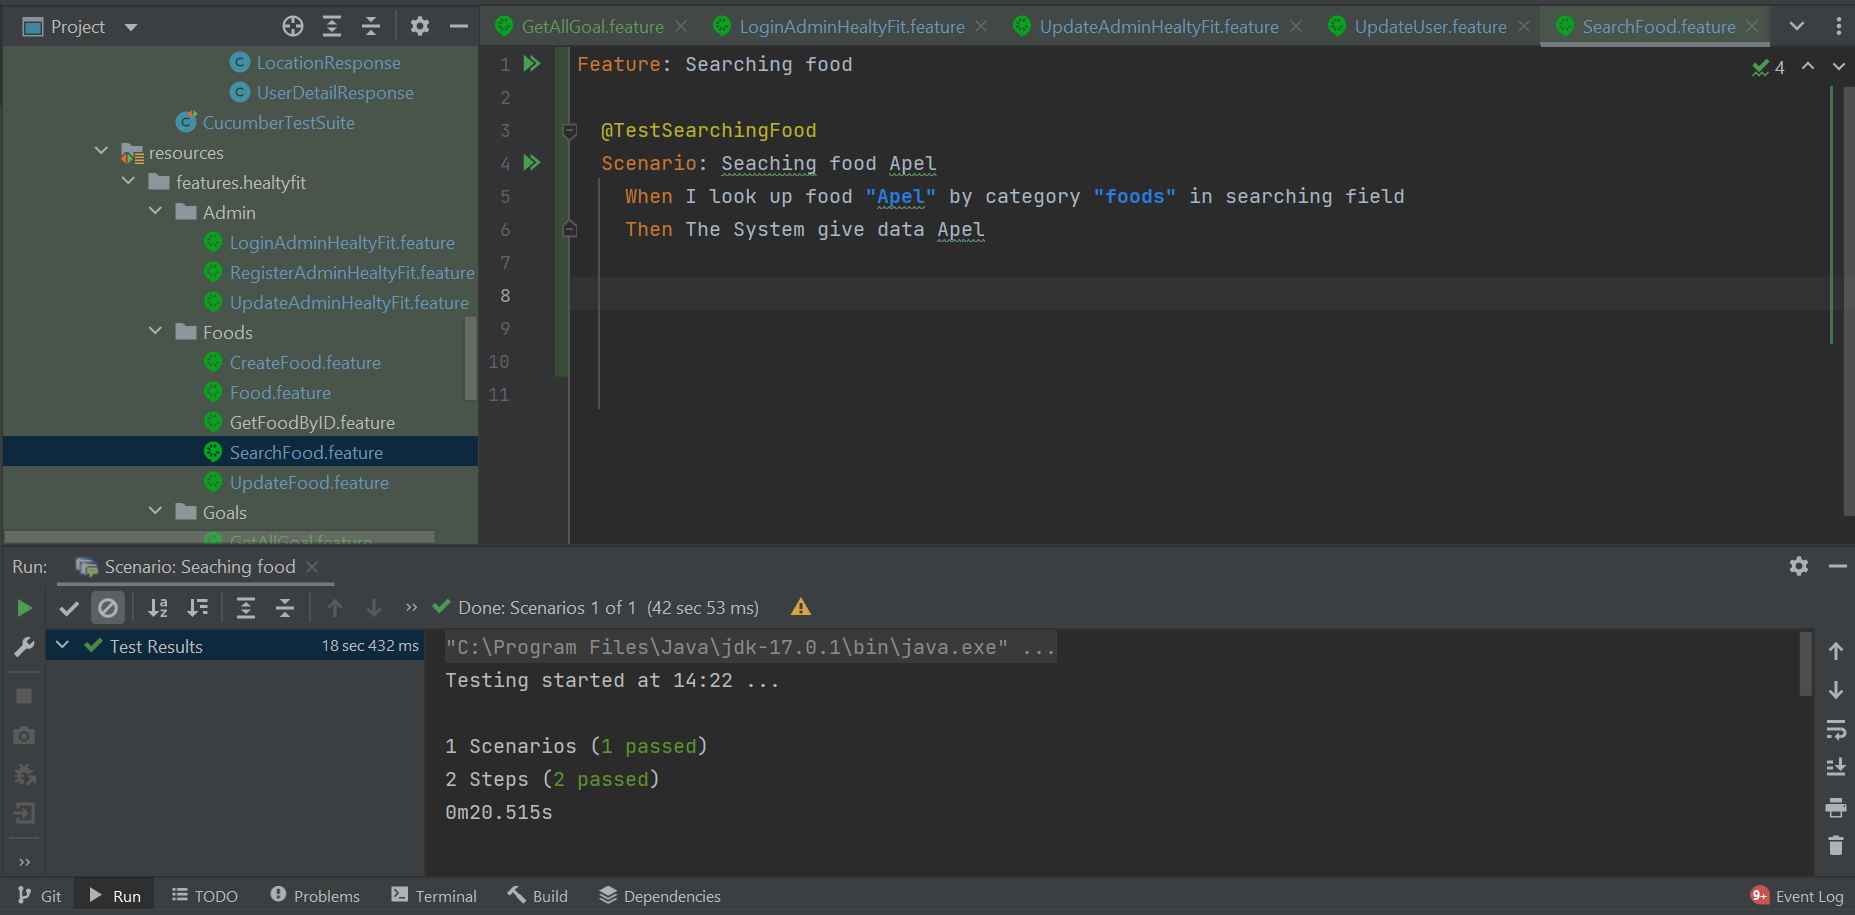 Project
GetAllGoal.feature
LoginAdminHealtyFit.feature
UpdateAdminHealtyFit.feature
UpdateUser.feature
SearchFood.feature
LocationResponse
UserDetailResponse
CucumberTestSuite
resources
features.healtyfit
Admin
LoginAdminHealtyFit.feature
RegisterAdminHealtyFit.feature
UpdateAdminHealtyFit.feature
Foods
CreateFood.feature
Food.feature
GetFoodByID.feature
SearchFood.feature
UpdateFood.feature
Goals
GetAllGoal.feature
1 Feature: Searching food
4
2
3 @TestSearchingFood
4 Scenario: Seaching food Apel
5 When I look up food "Apel" by category "foods" in searching field
6 Then The System give data Apel
7
8
9
10
11
Run: Scenario: Seaching food
Done: Scenarios 1 of 1 (42 sec 53 ms)
Test Results 18 sec 432 ms
"C:\Program Files\Java\jdk-17.0.1\bin\java.exe" ...
Testing started at 14:22 ...
1 Scenarios (1 passed)
2 Steps (2 passed)
0m20.515s
Git
Run
TODO
Problems
Terminal
Build
Dependencies
9+ Event Log